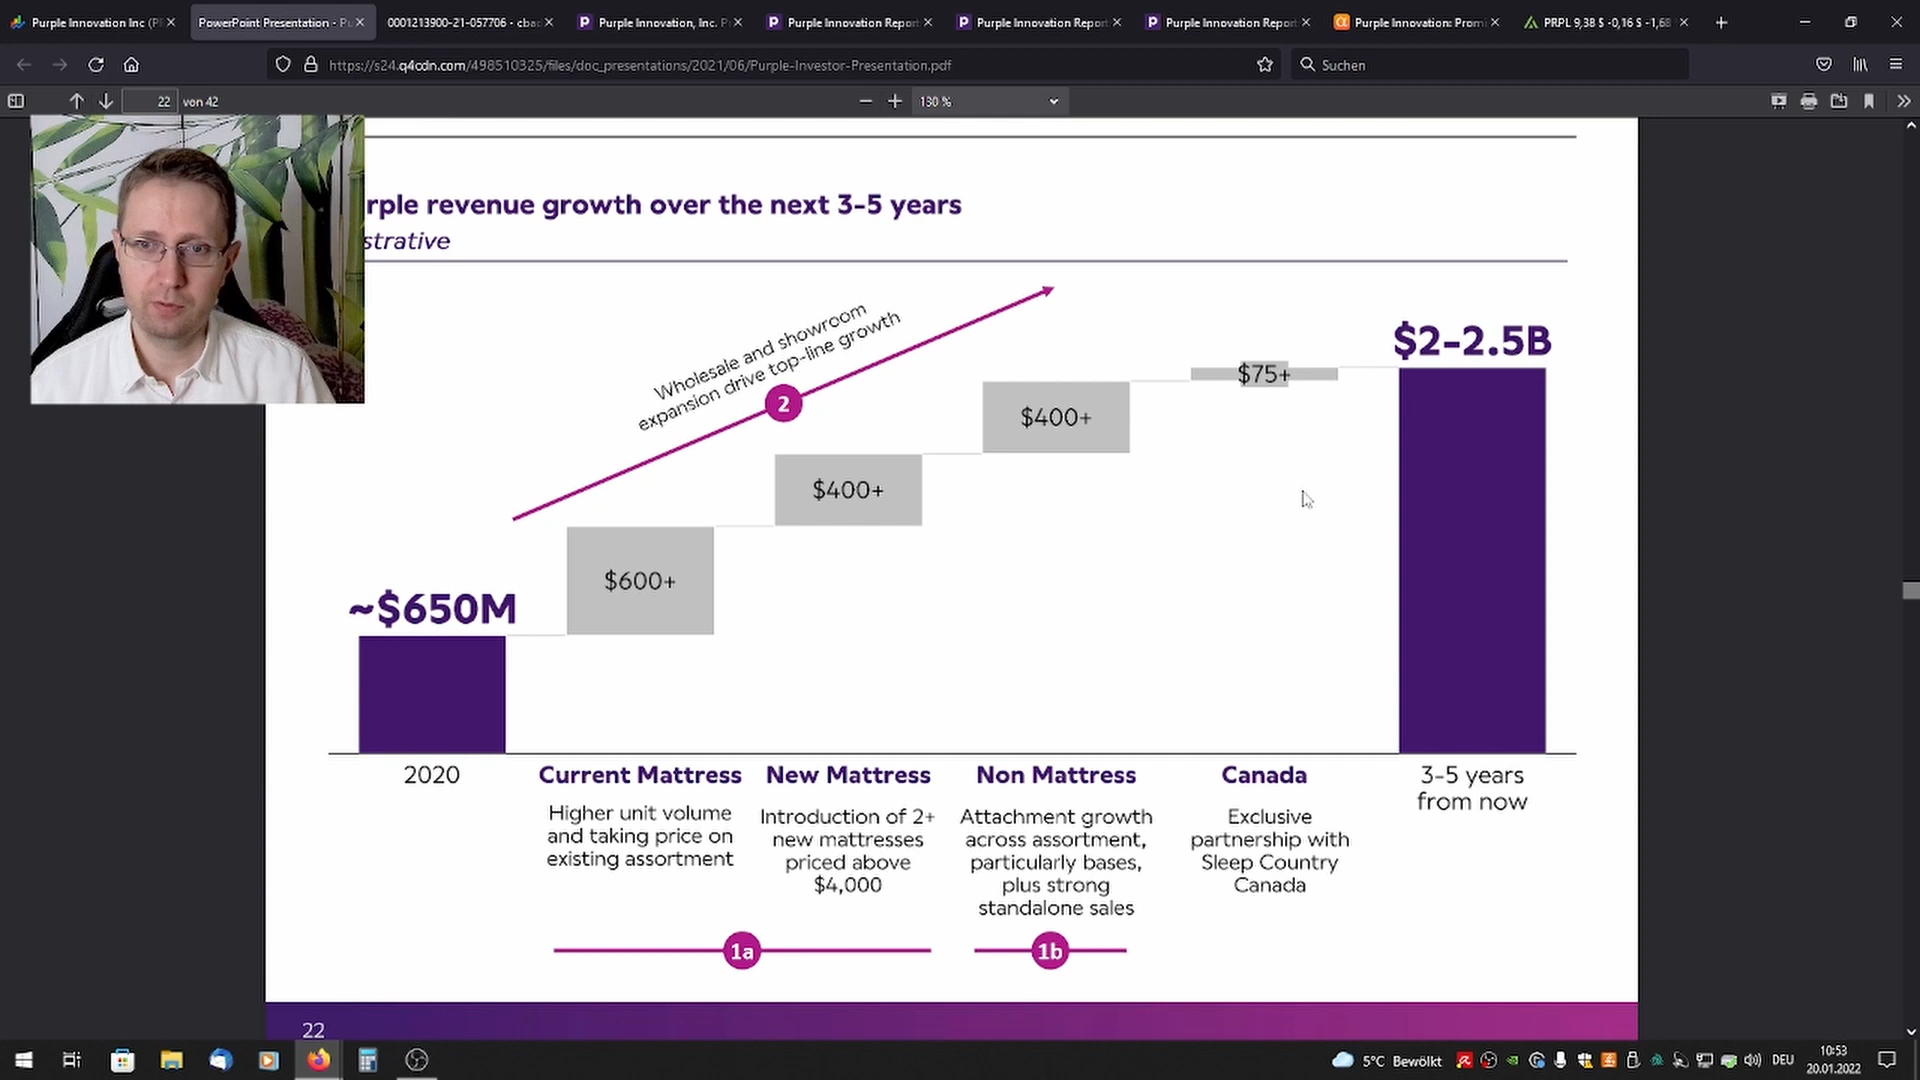 Purple Innovation Inc (P
PowerPoint Presentation - P
0001213900-21-057706 - cba
Purple Innovation, Inc. P
Purple Innovation Report
Purple Innovation Report
Purple Innovation Report
Purple Innovation: Prom
PRPL 9,38 $ -0,16 $ -1,68
https://s24.q4cdn.com/498510325/files/doc_presentations/2021/06/Purple-Investor-Presentation.pdf
Suchen
22 von 42
130 %
rple revenue growth over the next 3-5 years
strative
Wholesale and showroom
expansion drive top-line growth
2
$2-2.5B
$75+
$400+
$400+
$600+
~$650M
2020
Current Mattress
New Mattress
Non Mattress
Canada
3-5 years
from now
Higher unit volume
and taking price on
existing assortment
Introduction of 2+
new mattresses
priced above
$4,000
Attachment growth
across assortment,
particularly bases,
plus strong
standalone sales
Exclusive
partnership with
Sleep Country
Canada
1a
1b
22
5°C Bewölkt
DEU
10:53
20.01.2022